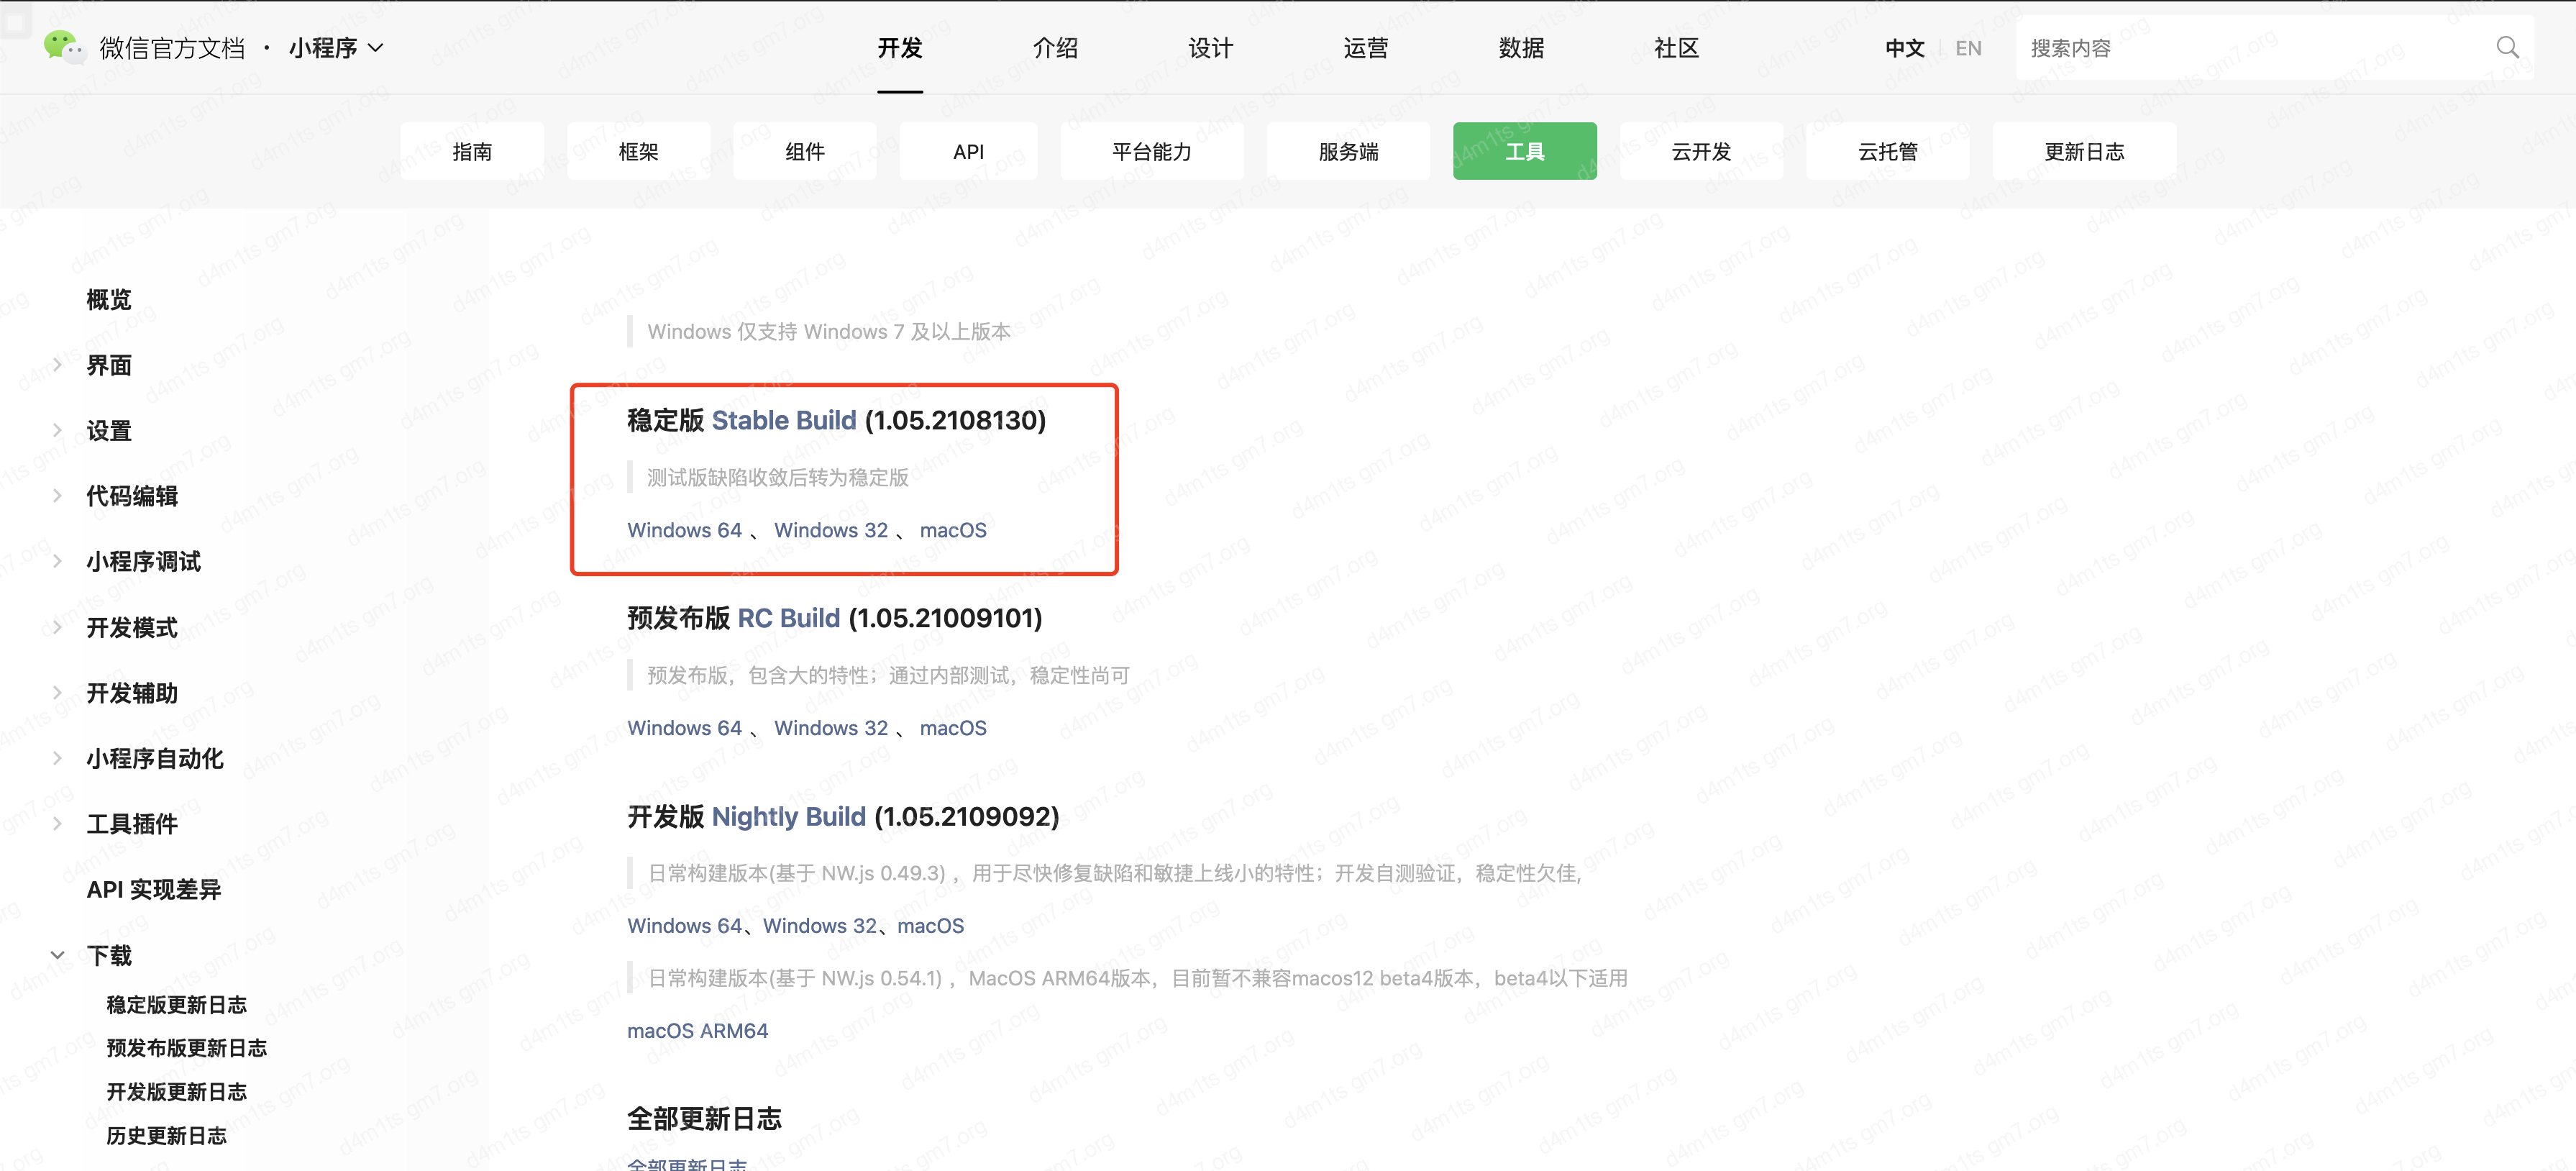 微信官方文档 · 小程序
开发 介绍 设计 运营 数据 社区
中文 EN
搜索内容
指南 框架 组件 API 平台能力 服务端 工具 云开发 云托管 更新日志
概览
界面
设置
代码编辑
小程序调试
开发模式
开发辅助
小程序自动化
工具插件
API 实现差异
下载
稳定版更新日志
预发布版更新日志
开发版更新日志
历史更新日志
Windows 仅支持 Windows 7 及以上版本
稳定版 Stable Build (1.05.2108130)
测试版缺陷收敛后转为稳定版
Windows 64 、 Windows 32 、 macOS
预发布版 RC Build (1.05.21009101)
预发布版，包含大的特性；通过内部测试，稳定性尚可
Windows 64 、 Windows 32 、 macOS
开发版 Nightly Build (1.05.2109092)
日常构建版本(基于 NW.js 0.49.3) ，用于尽快修复缺陷和敏捷上线小的特性；开发自测验证，稳定性欠佳,
Windows 64、Windows 32、macOS
日常构建版本(基于 NW.js 0.54.1) ，MacOS ARM64版本，目前暂不兼容macos12 beta4版本，beta4以下适用
macOS ARM64
全部更新日志
全部更新日志
d4m1ts gm7.org